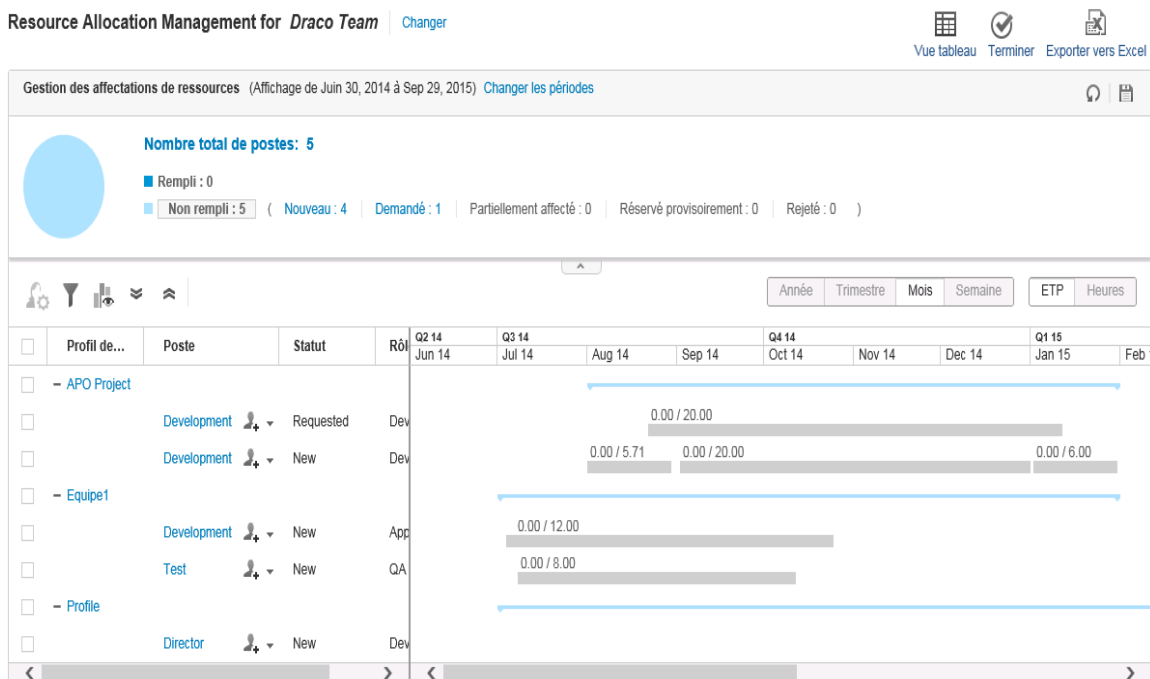 Resource Allocation Management for Draco Team Changer
Vue tableau Terminer Exporter vers Excel
Gestion des affectations de ressources (Affichage de Juin 30, 2014 à Sep 29, 2015) Changer les périodes
Nombre total de postes: 5
Rempli : 0
Non rempli : 5 ( Nouveau : 4 Demandé : 1 Partiellement affecté : 0 Réservé provisoirement : 0 Rejeté : 0 )
Année Trimestre Mois Semaine ETP Heures
Profil de... Poste Statut Rôl
Q2 14 Q3 14 Q4 14 Q1 15
Jun 14 Jul 14 Aug 14 Sep 14 Oct 14 Nov 14 Dec 14 Jan 15 Feb
APO Project
0.00 / 20.00
Development Requested Dev
0.00 / 5.71 0.00 / 20.00 0.00 / 6.00
Development New Dev
Equipe1
0.00 / 12.00
Development New App
0.00 / 8.00
Test New QA
Profile
Director New Dev